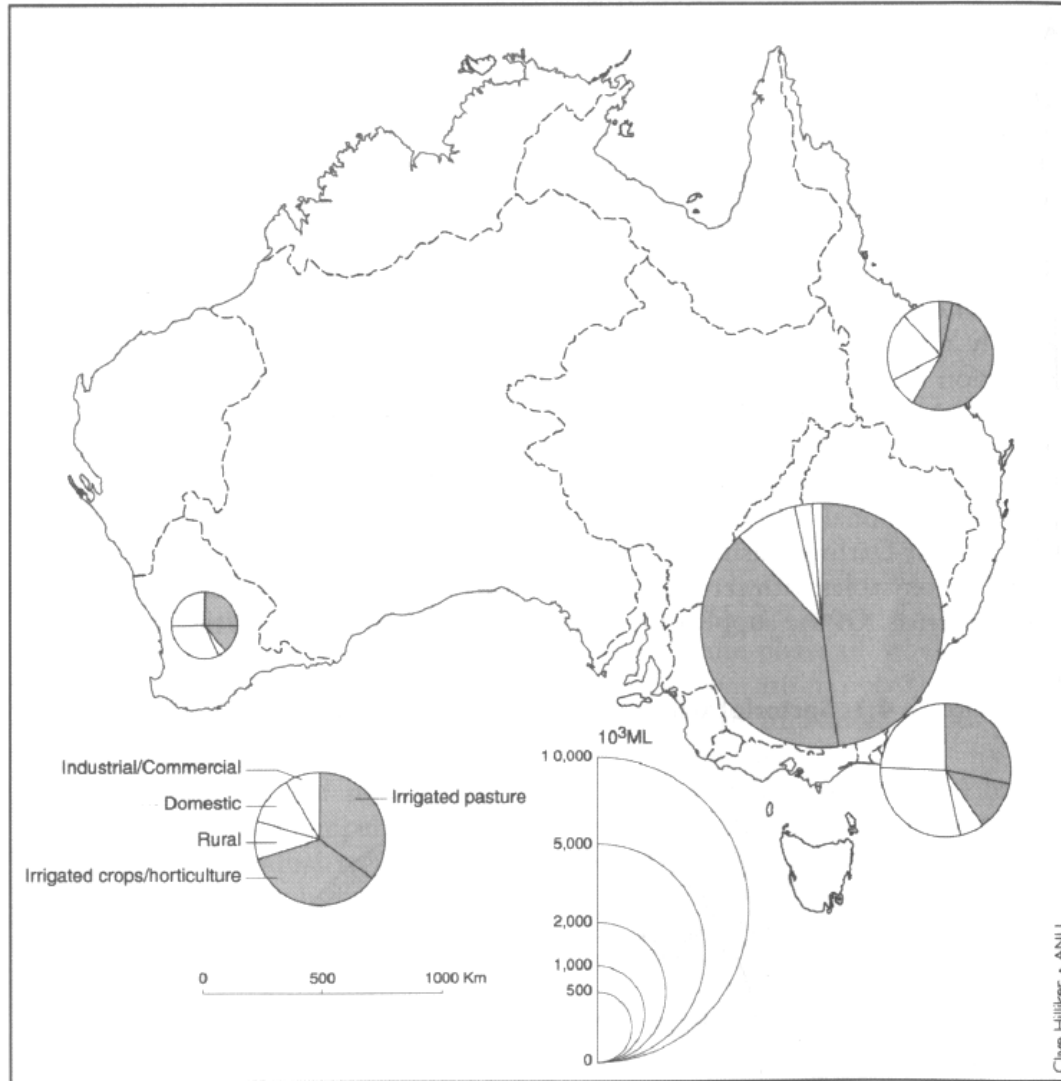 10³ML
10,000
5,000
2,000
1,000
500
0
Industrial/Commercial
Domestic
Rural
Irrigated crops/horticulture
Irrigated pasture
0 500 1000 Km